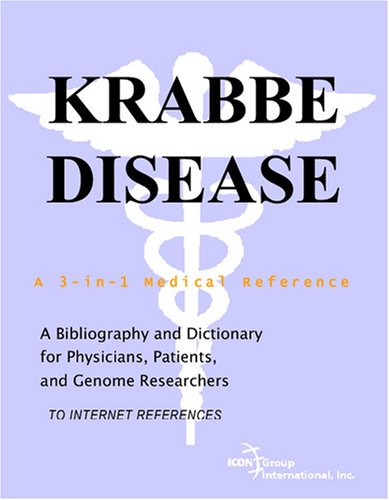 KRABBE
DISEASE
A 3-in-1 Medical Reference
A Bibliography and Dictionary
for Physicians, Patients,
and Genome Researchers
TO INTERNET REFERENCES
ICON Group
International, Inc.